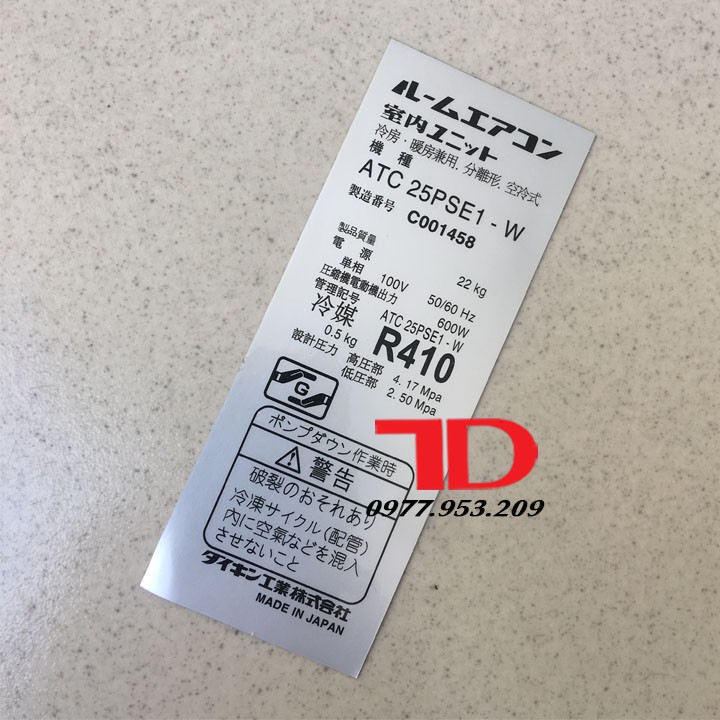 ルームエアコン
室内ユニット
冷房・暖房兼用, 分離形, 空冷式
機 種
ATC 25PSE1 - W
製造番号 C001458
製品質量 22 kg
電 源
単相 100V 50/60 Hz
圧縮機電動機出力 600W
管理記号 ATC 25PSE1 - W
冷媒 R410
0.5 kg
設計圧力 高圧部 4.17 Mpa
低圧部 2.50 Mpa
G
ポンプダウン作業時
警告
破裂のおそれあり
冷凍サイクル(配管)
内に空氣などを混入
させないこと
ダイキン工業株式会社
MADE IN JAPAN
TD
0977.953.209